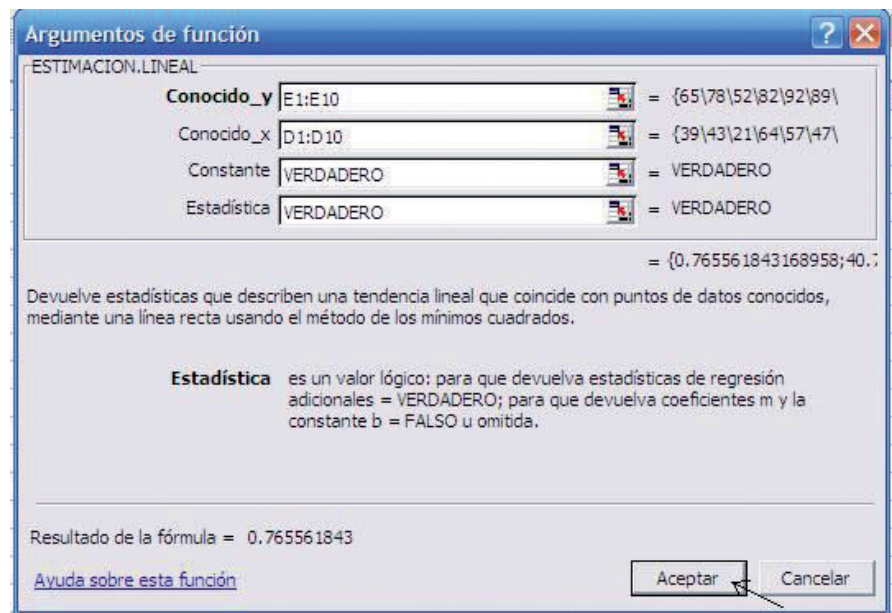 Argumentos de función
ESTIMACION.LINEAL
Conocido_y E1:E10 = {65\78\52\82\92\89\
Conocido_x D1:D10 = {39\43\21\64\57\47\
Constante VERDADERO = VERDADERO
Estadística VERDADERO = VERDADERO
= {0.765561843168958;40.7
Devuelve estadísticas que describen una tendencia lineal que coincide con puntos de datos conocidos,
mediante una línea recta usando el método de los mínimos cuadrados.
Estadística es un valor lógico: para que devuelva estadísticas de regresión
adicionales = VERDADERO; para que devuelva coeficientes m y la
constante b = FALSO u omitida.
Resultado de la fórmula = 0.765561843
Ayuda sobre esta función
Aceptar Cancelar